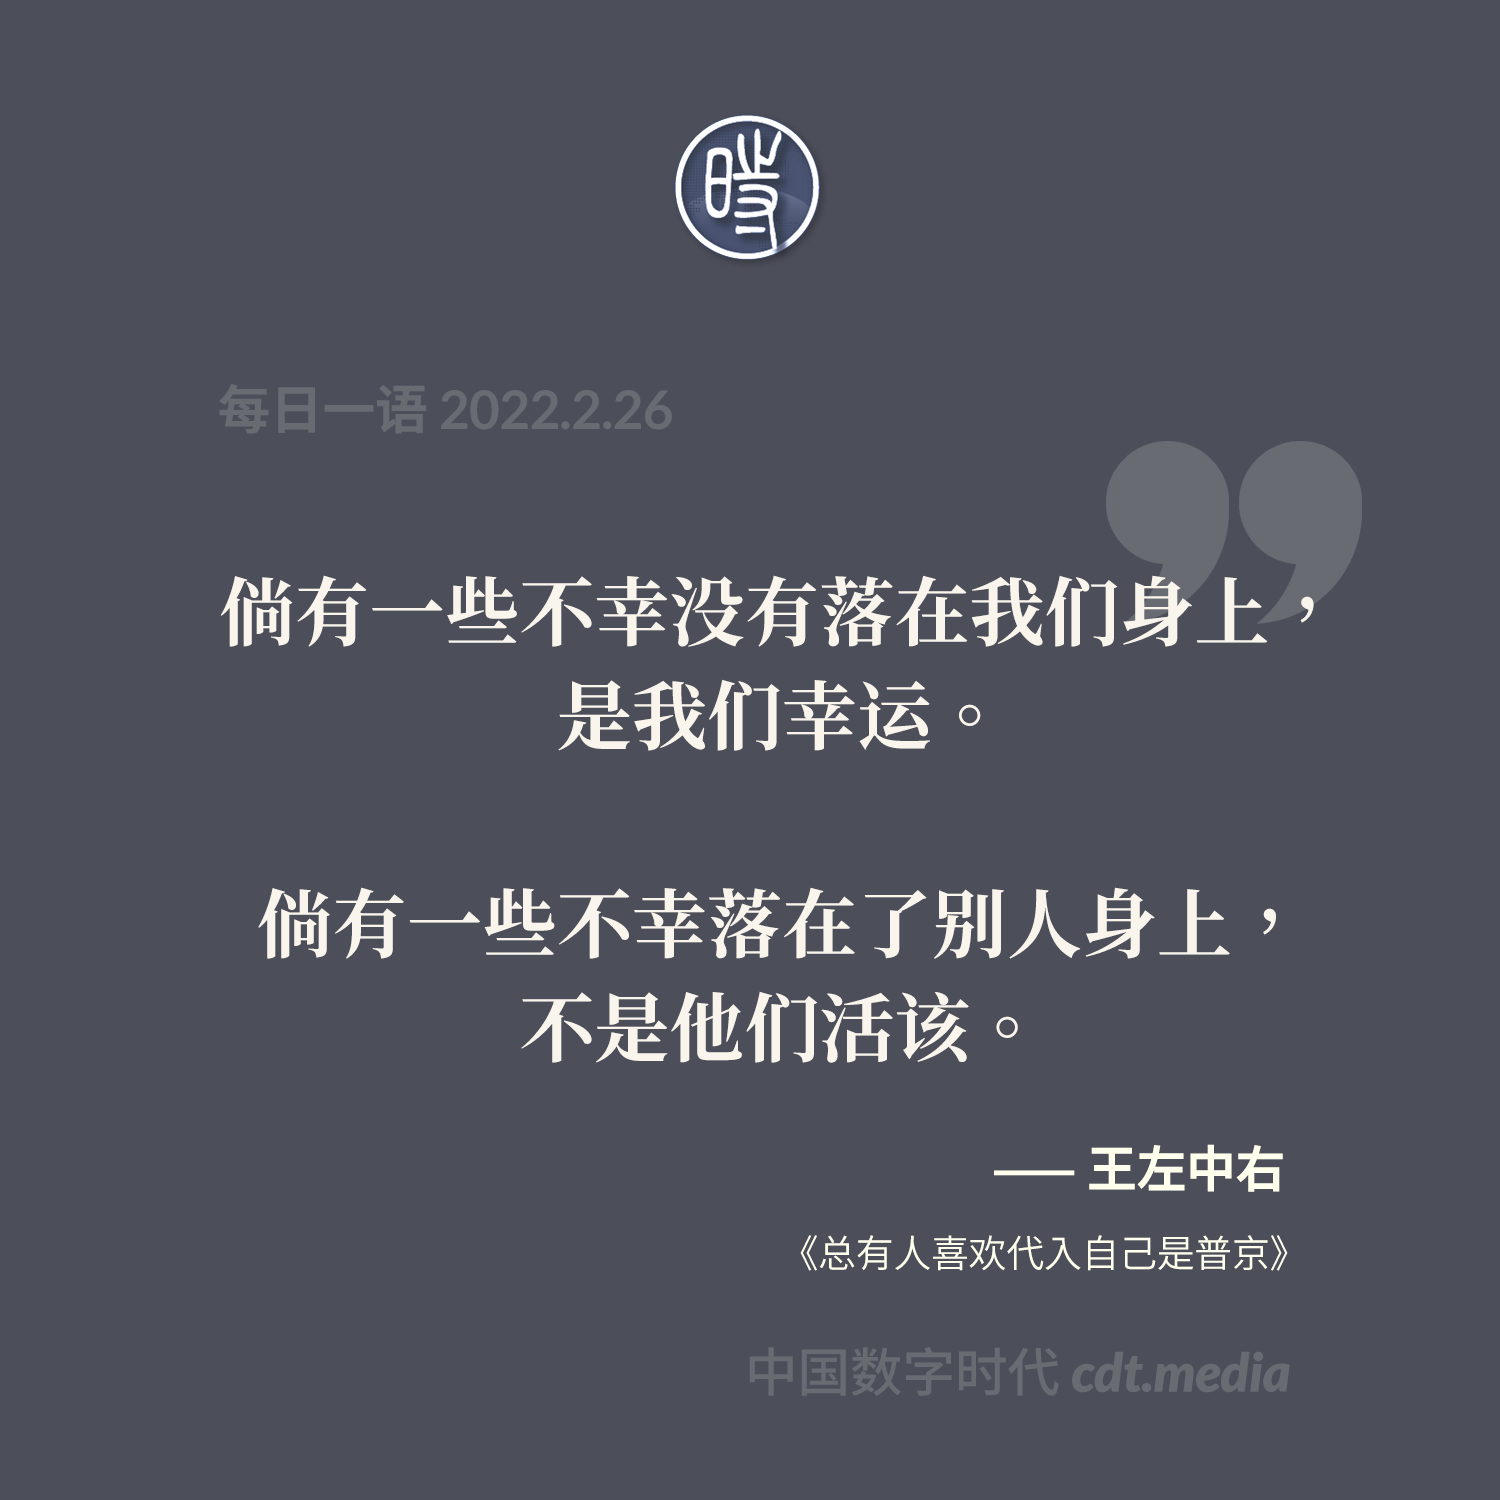 時
每日一语 2022.2.26
倘有一些不幸没有落在我们身上，
是我们幸运。
倘有一些不幸落在了别人身上，
不是他们活该。
—— 王左中右
《总有人喜欢代入自己是普京》
中国数字时代 cdt.media